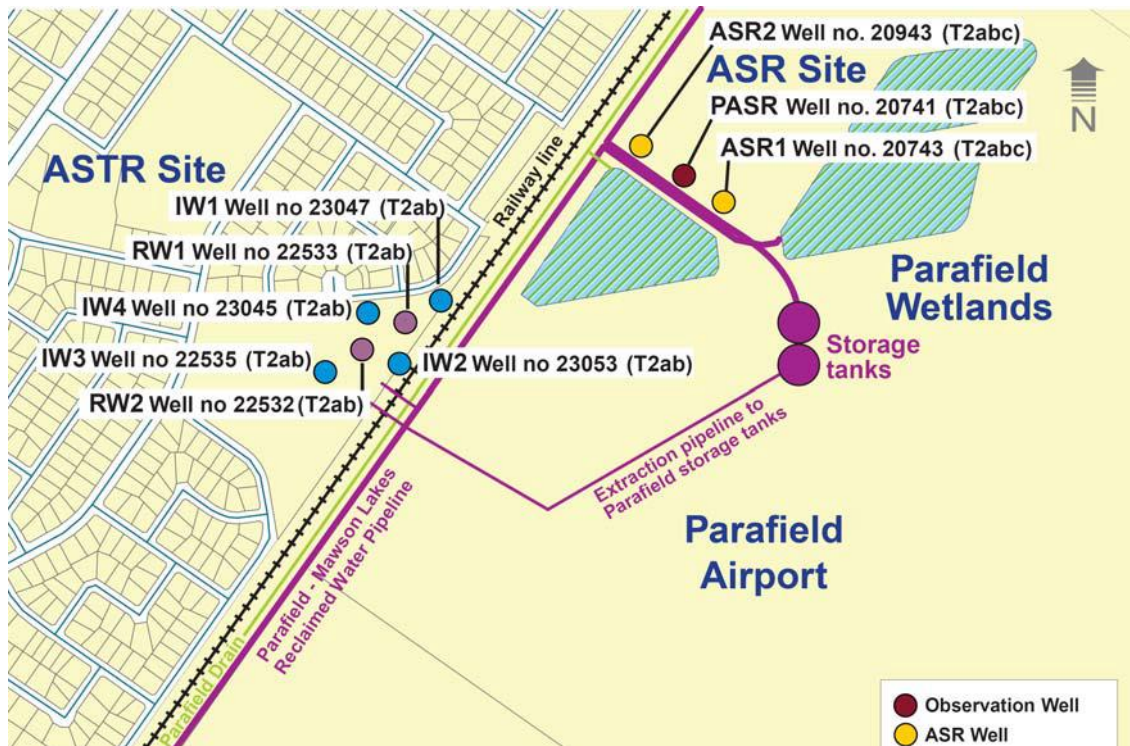 ASR2 Well no. 20943 (T2abc)
ASR Site
PASR Well no. 20741 (T2abc)
ASR1 Well no. 20743 (T2abc)
N
ASTR Site
Railway line
IW1 Well no 23047 (T2ab)
RW1 Well no 22533 (T2ab)
IW4 Well no 23045 (T2ab)
IW3 Well no 22535 (T2ab)
IW2 Well no 23053 (T2ab)
RW2 Well no 22532 (T2ab)
Parafield
Wetlands
Storage
tanks
Extraction pipeline to
Parafield storage tanks
Parafield
Airport
Parafield - Mawson Lakes
Reclaimed Water Pipeline
Parafield Drain
Observation Well
ASR Well